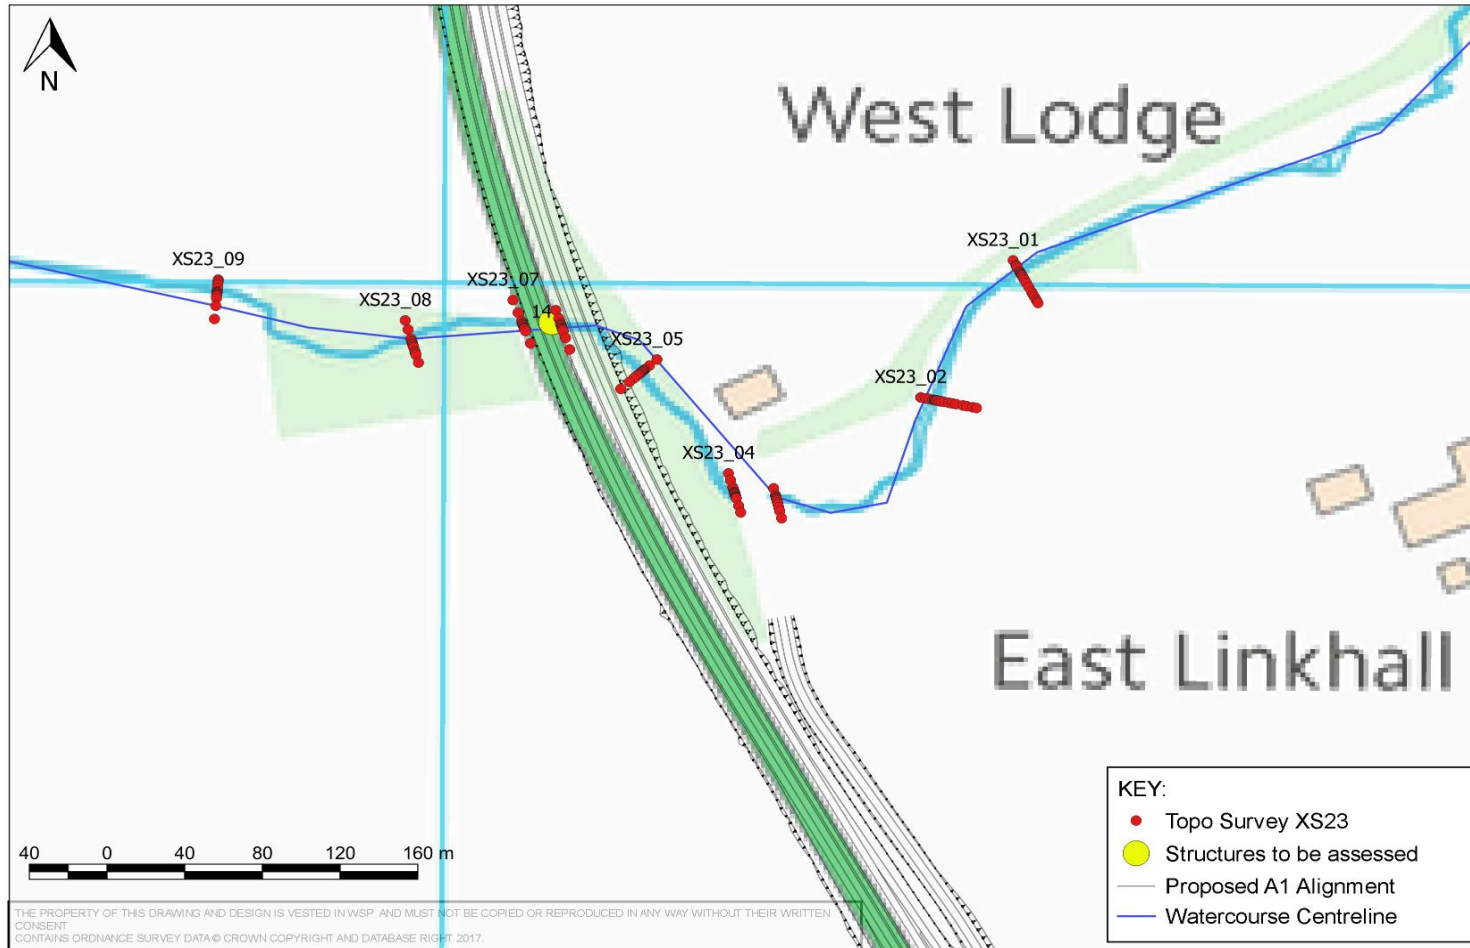 N
West Lodge
XS23_01
XS23_09
XS23_07
XS23_08
14
XS23_05
XS23_02
XS23_04
East Linkhall
KEY:
Topo Survey XS23
Structures to be assessed
Proposed A1 Alignment
Watercourse Centreline
40 0 40 80 120 160 m
THE PROPERTY OF THIS DRAWING AND DESIGN IS VESTED IN WSP AND MUST NOT BE COPIED OR REPRODUCED IN ANY WAY WITHOUT THEIR WRITTEN
CONSENT
CONTAINS ORDNANCE SURVEY DATA © CROWN COPYRIGHT AND DATABASE RIGHT 2017.